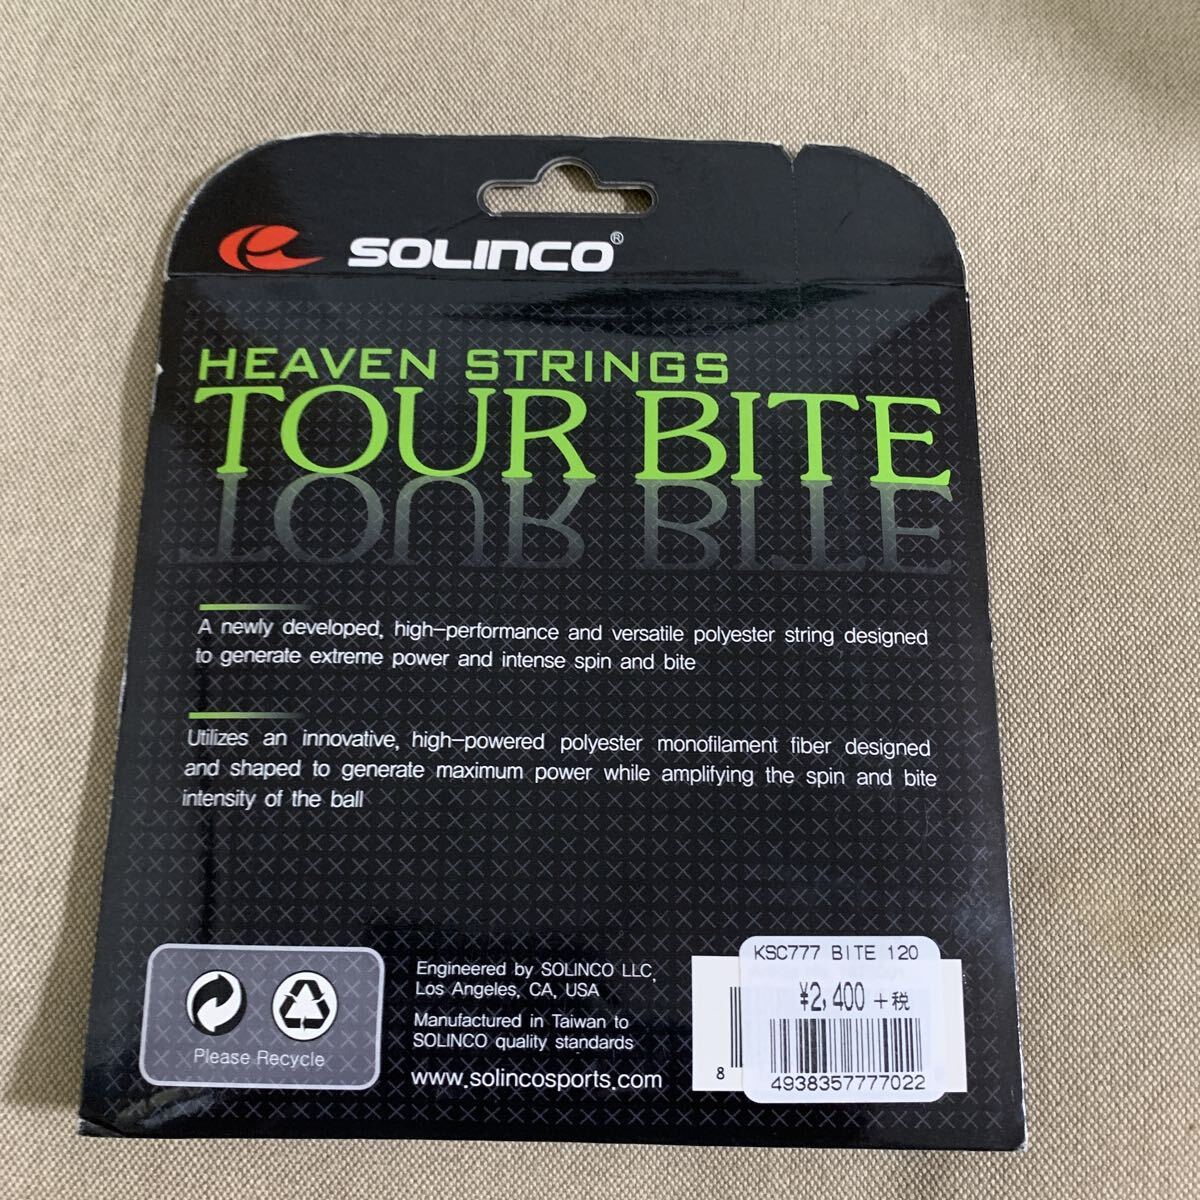 SOLINCO®
HEAVEN STRINGS
TOUR BITE
TOUR BITE
A newly developed, high-performance and versatile polyester string designed
to generate extreme power and intense spin and bite
Utilizes an innovative, high-powered polyester monofilament fiber designed
and shaped to generate maximum power while amplifying the spin and bite
intensity of the ball
Please Recycle
Engineered by SOLINCO LLC,
Los Angeles, CA, USA
Manufactured in Taiwan to
SOLINCO quality standards
www.solincosports.com
8
KSC777 BITE 120
¥2,400 +税
4938357777022